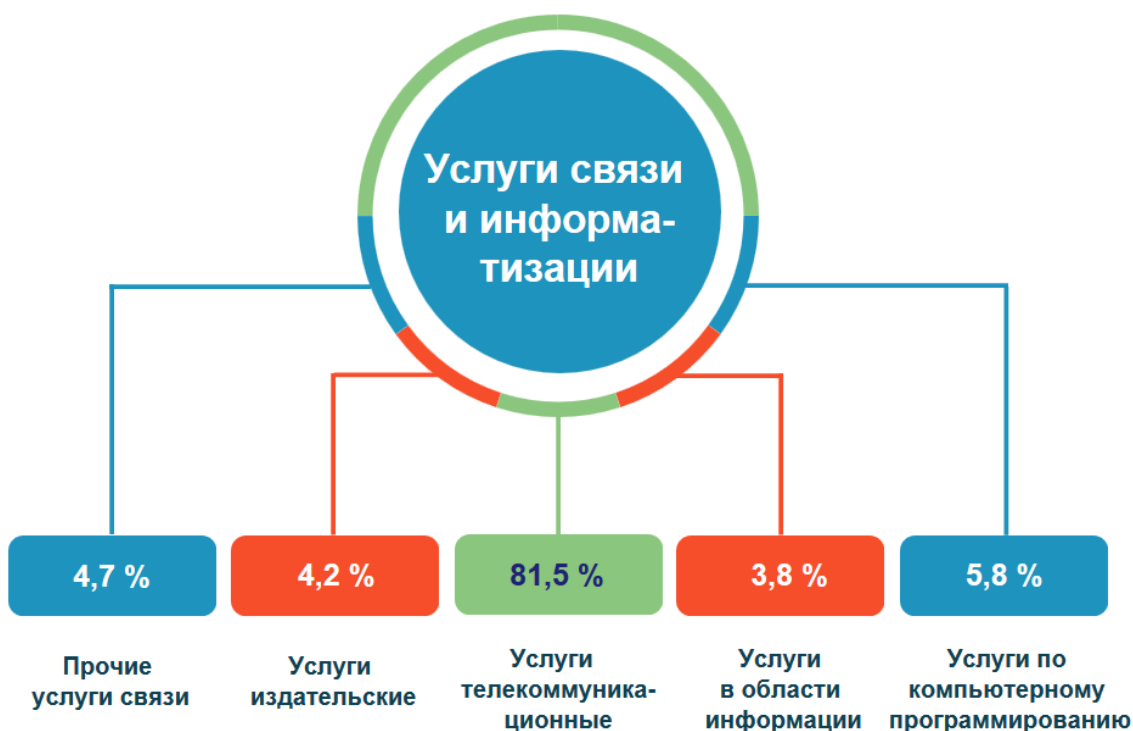 Услуги связи
и информа-
тизации
4,7 %
4,2 %
81,5 %
3,8 %
5,8 %
Прочие
услуги связи
Услуги
издательские
Услуги
телекоммуника-
ционные
Услуги
в области
информации
Услуги по
компьютерному
программированию